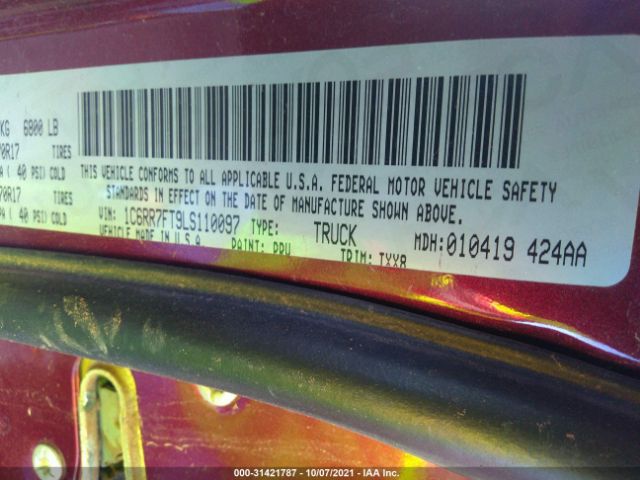 KG 6800 LB
70R17 TIRES
A ( 40 PSI) COLD
70R17 TIRES
A ( 40 PSI) COLD
THIS VEHICLE CONFORMS TO ALL APPLICABLE U.S.A. FEDERAL MOTOR VEHICLE SAFETY
STANDARDS IN EFFECT ON THE DATE OF MANUFACTURE SHOWN ABOVE.
VIN: 1C6RR7FT9LS110097 TYPE: TRUCK MDH:010419 424AA
VEHICLE MADE IN U.S.A PAINT: PRV TRIM: TXX8
000-31421787 - 10/07/2021 - IAA Inc.